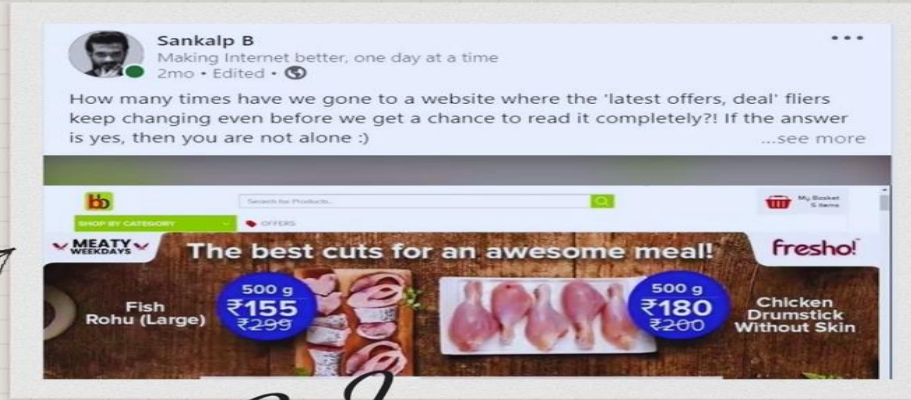 Sankalp B
Making Internet better, one day at a time
2mo • Edited •
How many times have we gone to a website where the 'latest offers, deal' fliers
keep changing even before we get a chance to read it completely?! If the answer
is yes, then you are not alone :)
...see more
bb
Search for Products..
My Basket
5 items
SHOP BY CATEGORY
OFFERS
MEATY
WEEKDAYS
The best cuts for an awesome meal!
fresho!
Fish
Rohu (Large)
500 g
₹155
₹299
500 g
₹180
₹200
Chicken
Drumstick
Without Skin